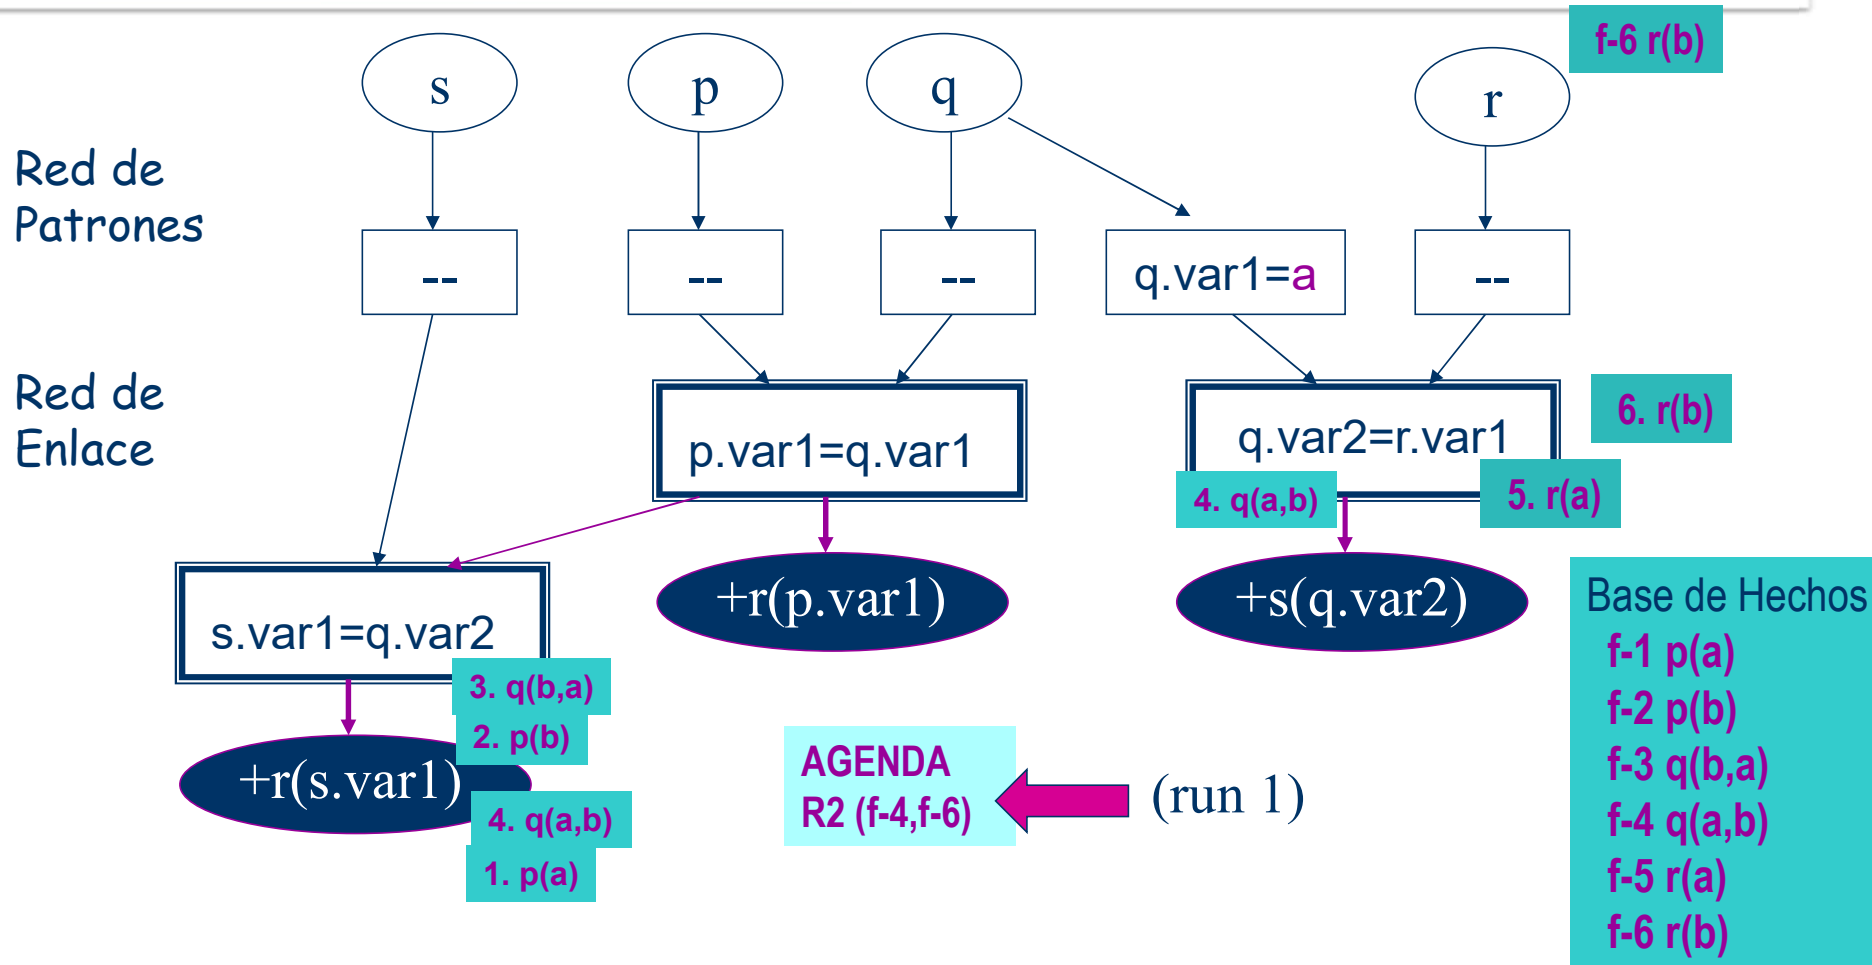 f-6 r(b)
s
p
q
r
Red de
Patrones
--
--
--
q.var1=a
--
Red de
Enlace
p.var1=q.var1
q.var2=r.var1
6. r(b)
4. q(a,b)
5. r(a)
s.var1=q.var2
+r(p.var1)
+s(q.var2)
3. q(b,a)
2. p(b)
+r(s.var1)
4. q(a,b)
1. p(a)
AGENDA
R2 (f-4,f-6)
(run 1)
Base de Hechos
f-1 p(a)
f-2 p(b)
f-3 q(b,a)
f-4 q(a,b)
f-5 r(a)
f-6 r(b)